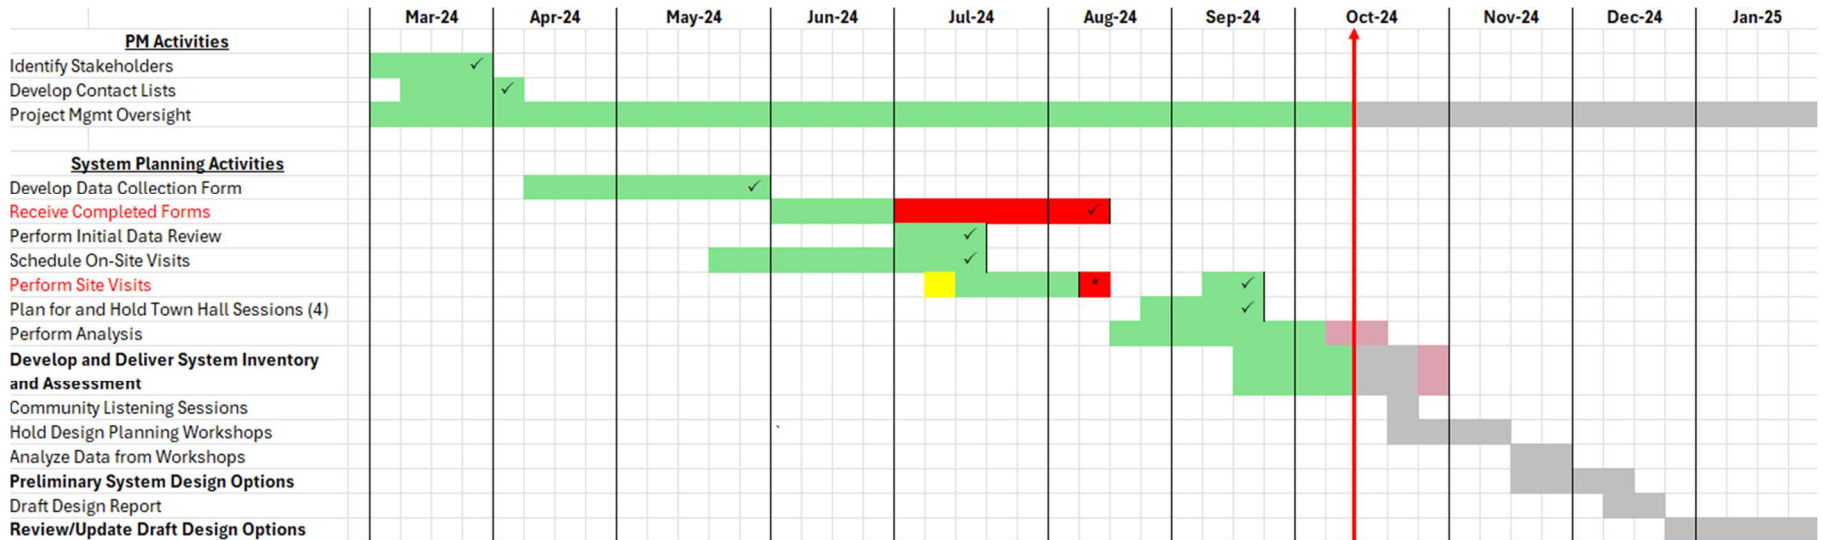 Mar-24 Apr-24 May-24 Jun-24 Jul-24 Aug-24 Sep-24 Oct-24 Nov-24 Dec-24 Jan-25
PM Activities
Identify Stakeholders ✓
Develop Contact Lists ✓
Project Mgmt Oversight
System Planning Activities
Develop Data Collection Form ✓
Receive Completed Forms ✓
Perform Initial Data Review ✓
Schedule On-Site Visits ✓
Perform Site Visits * ✓
Plan for and Hold Town Hall Sessions (4) ✓
Perform Analysis
Develop and Deliver System Inventory
and Assessment
Community Listening Sessions
Hold Design Planning Workshops `
Analyze Data from Workshops
Preliminary System Design Options
Draft Design Report
Review/Update Draft Design Options